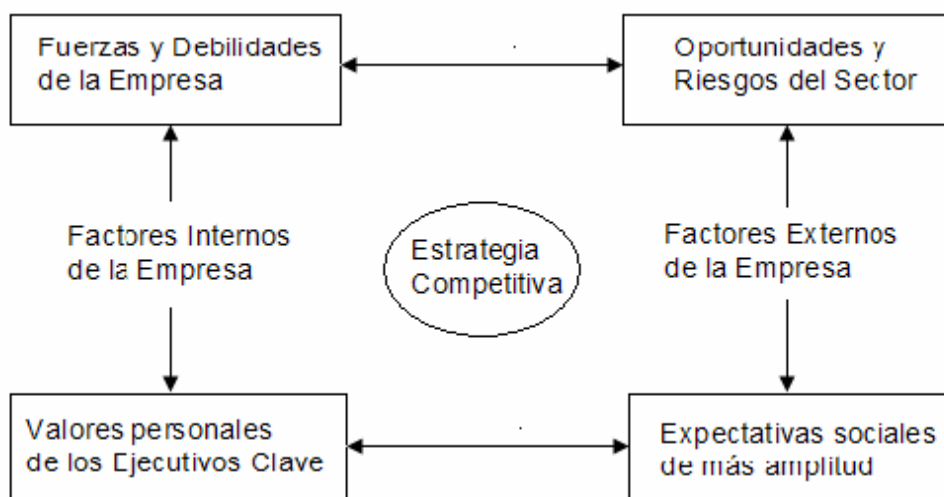 Fuerzas y Debilidades
de la Empresa
Oportunidades y
Riesgos del Sector
Factores Internos
de la Empresa
Estrategia
Competitiva
Factores Externos
de la Empresa
Valores personales
de los Ejecutivos Clave
Expectativas sociales
de más amplitud